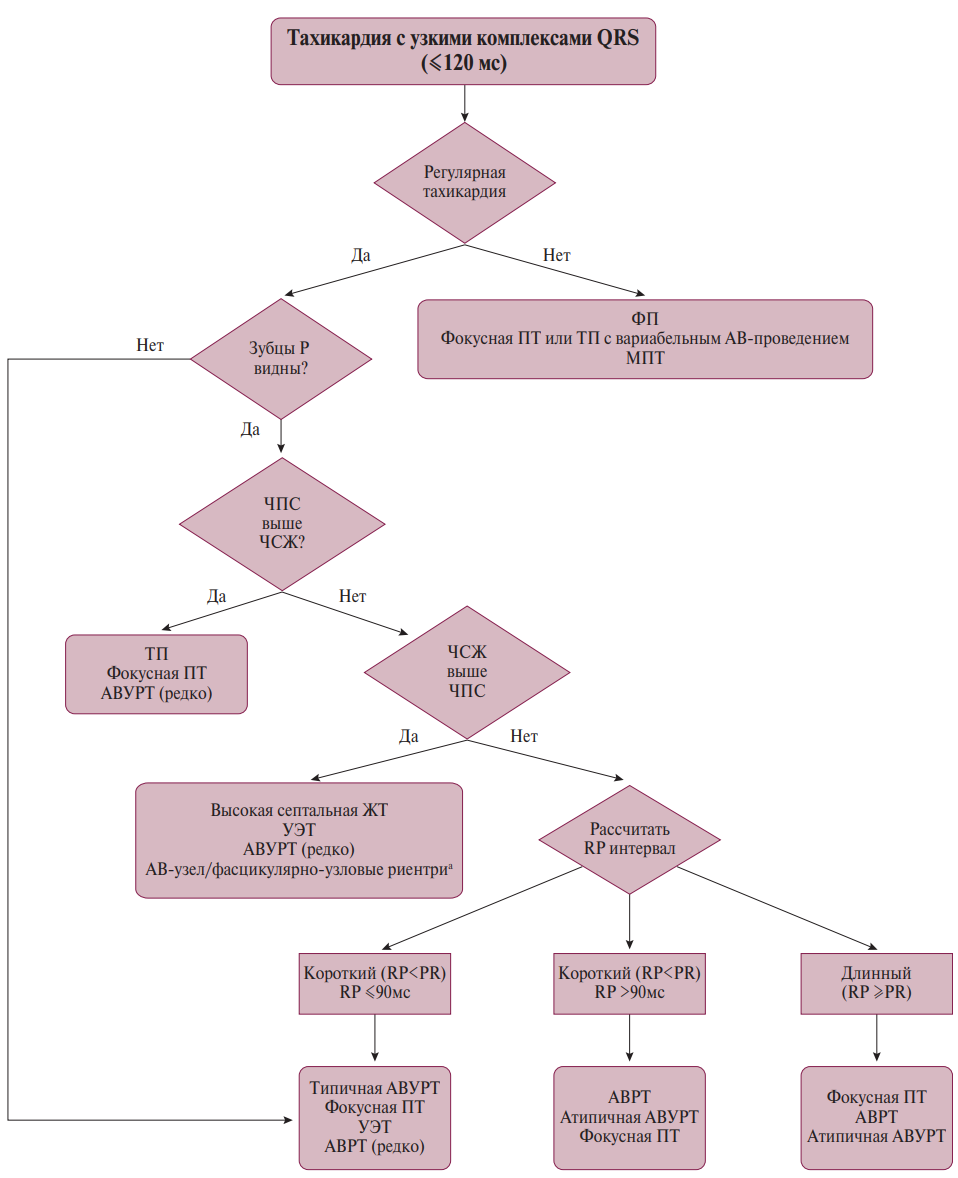 Тахикардия с узкими комплексами QRS
(⩽120 мс)
Регулярная
тахикардия
Да
Нет
ФП
Фокусная ПТ или ТП с вариабельным АВ-проведением
МПТ
Нет
Зубцы Р
видны?
Да
ЧПС
выше
ЧСЖ?
Да
Нет
ТП
Фокусная ПТ
АВУРТ (редко)
ЧСЖ
выше
ЧПС
Да
Нет
Высокая септальная ЖТ
УЭТ
АВУРТ (редко)
АВ-узел/фасцикулярно-узловые риентриᵃ
Рассчитать
RP интервал
Короткий (RP<PR)
RP ⩽90мс
Короткий (RP<PR)
RP >90мс
Длинный
(RP ⩾PR)
Типичная АВУРТ
Фокусная ПТ
УЭТ
АВРТ (редко)
АВРТ
Атипичная АВУРТ
Фокусная ПТ
Фокусная ПТ
АВРТ
Атипичная АВУРТ